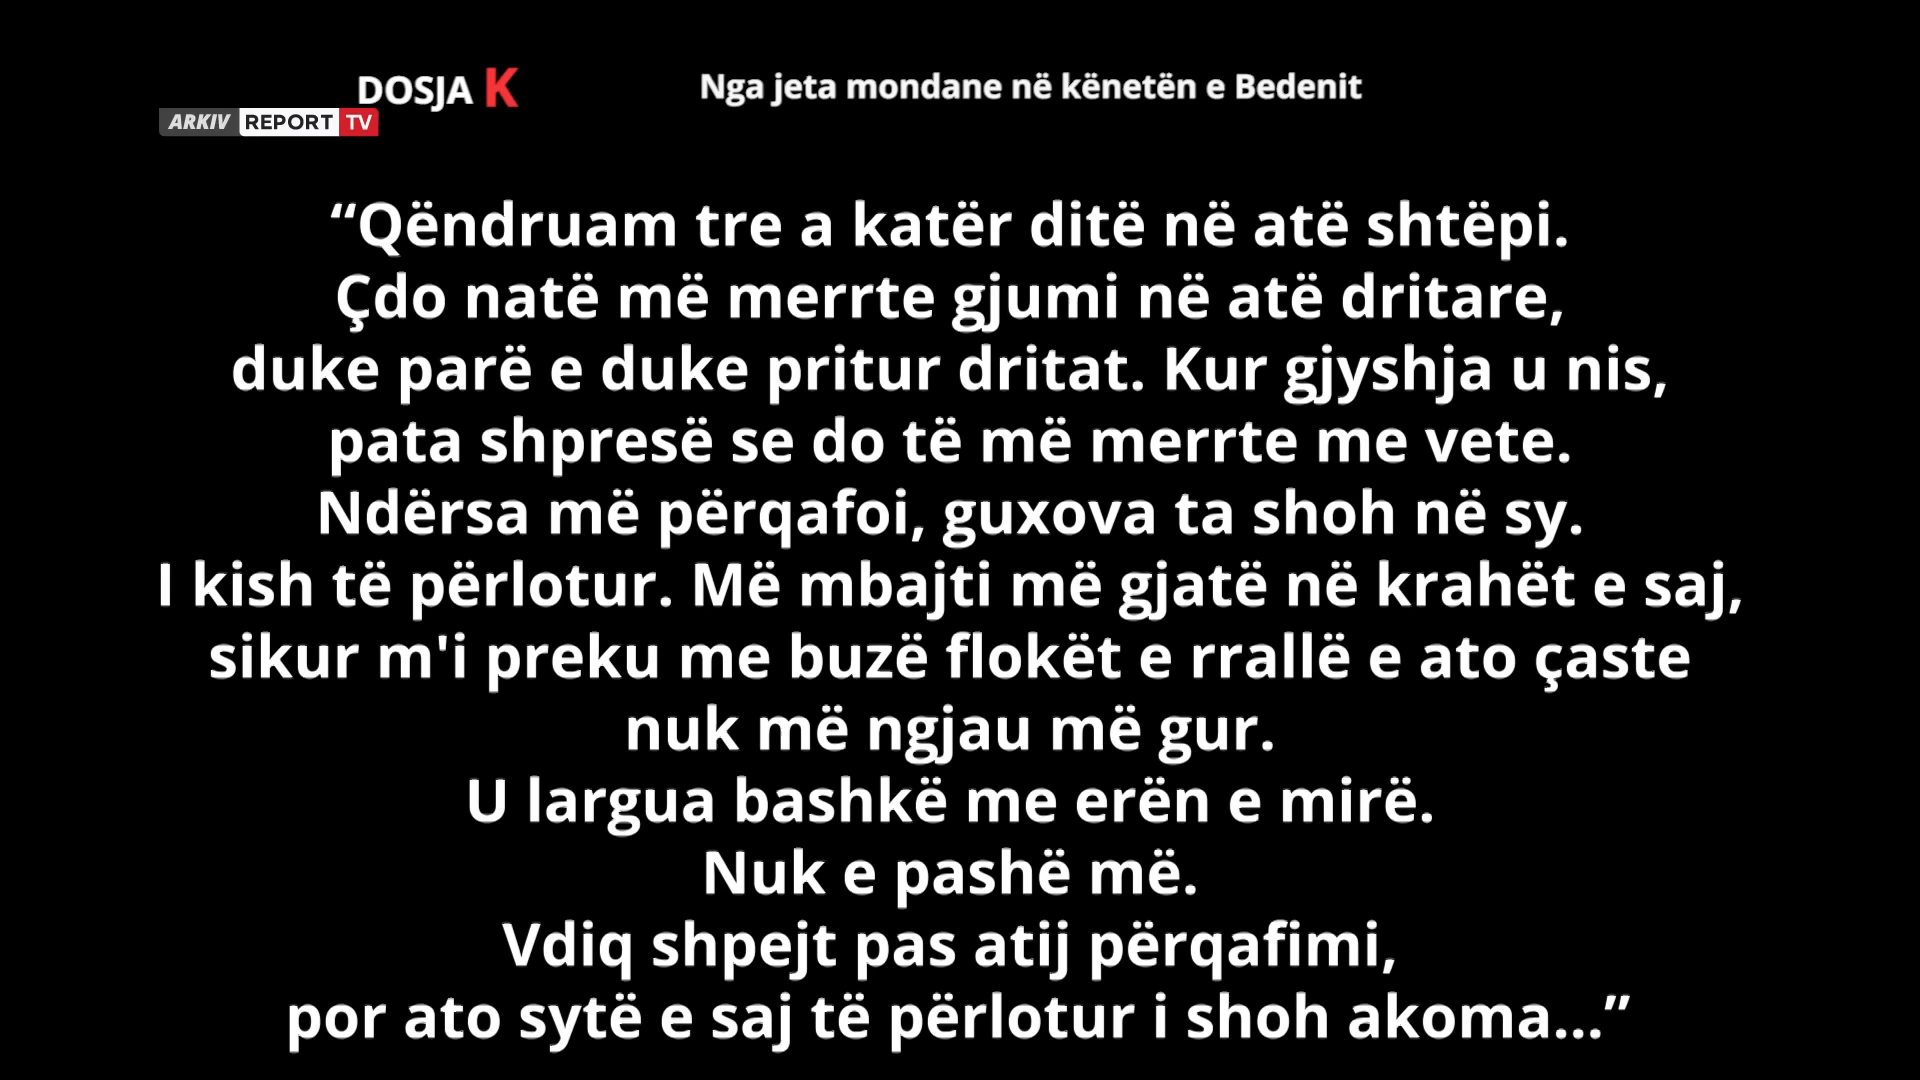 DOSJA K
Nga jeta mondane në kënetën e Bedenit
ARKIV REPORT TV
“Qëndruam tre a katër ditë në atë shtëpi.
Çdo natë më merrte gjumi në atë dritare,
duke parë e duke pritur dritat. Kur gjyshja u nis,
pata shpresë se do të më merrte me vete.
Ndërsa më përqafoi, guxova ta shoh në sy.
I kish të përlotur. Më mbajti më gjatë në krahët e saj,
sikur m'i preku me buzë flokët e rrallë e ato çaste
nuk më ngjau më gur.
U largua bashkë me erën e mirë.
Nuk e pashë më.
Vdiq shpejt pas atij përqafimi,
por ato sytë e saj të përlotur i shoh akoma...”